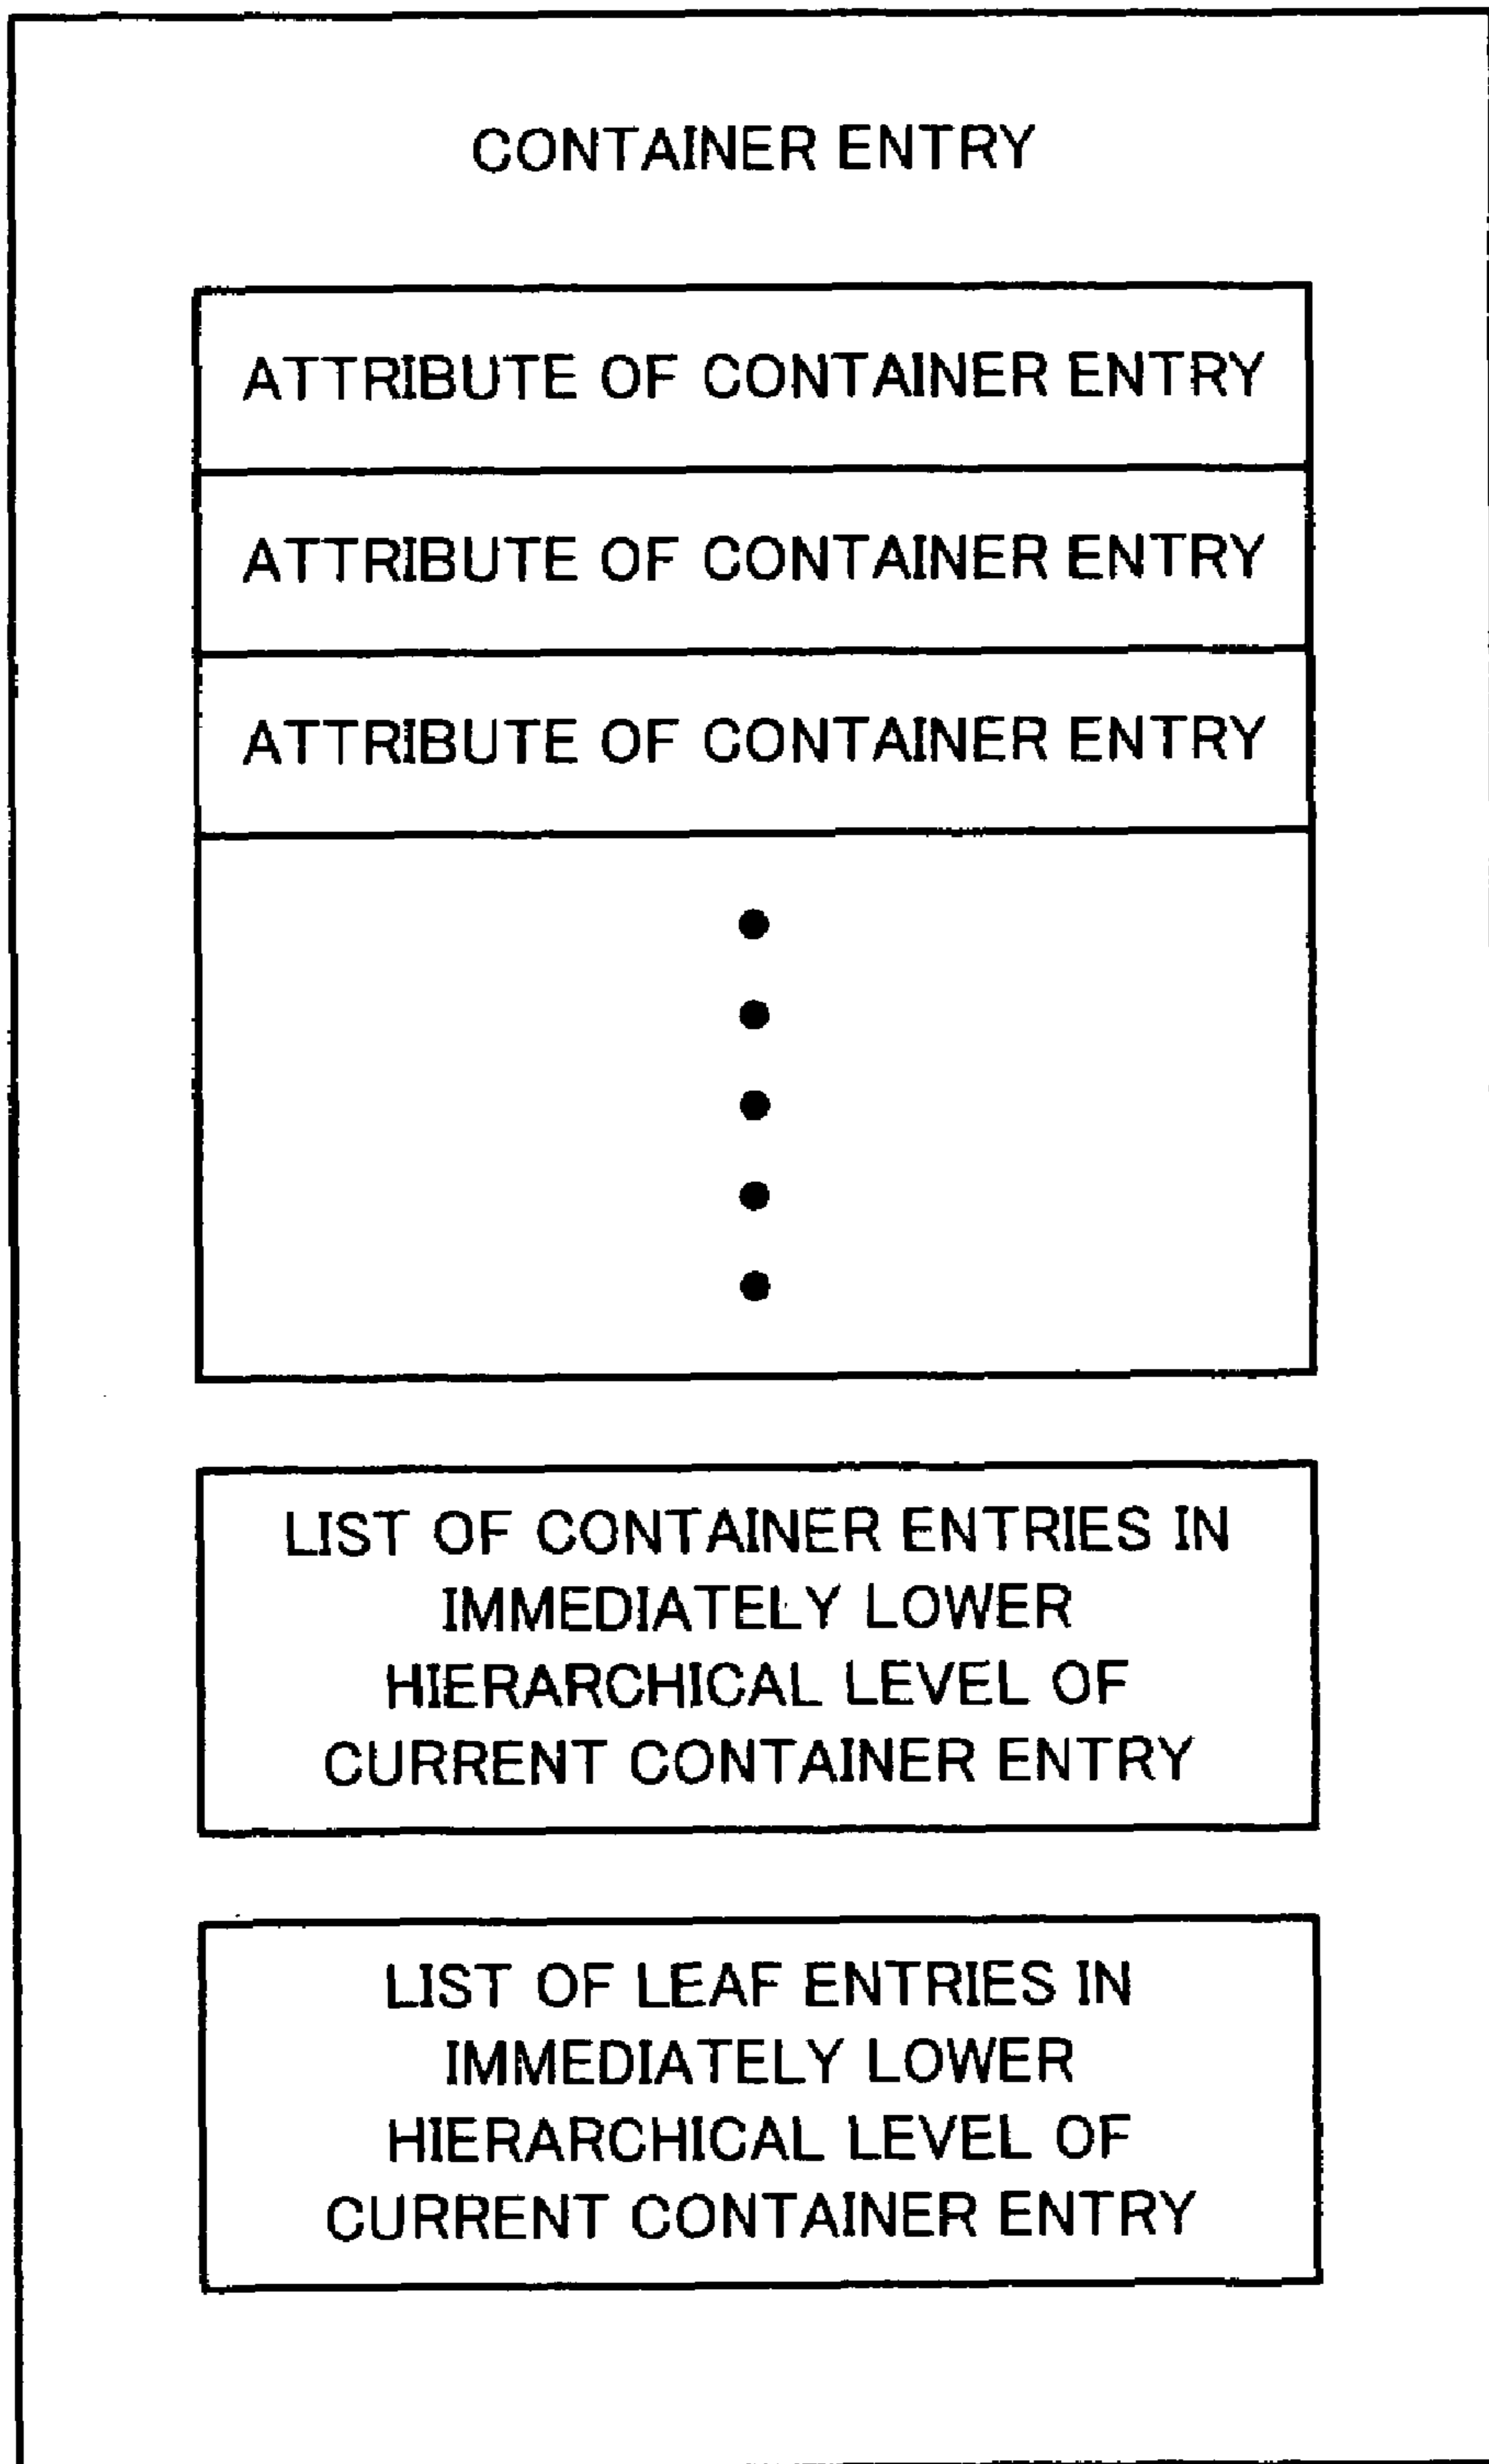 CONTAINER ENTRY
ATTRIBUTE OF CONTAINER ENTRY
ATTRIBUTE OF CONTAINER ENTRY
ATTRIBUTE OF CONTAINER ENTRY
LIST OF CONTAINER ENTRIES IN
IMMEDIATELY LOWER
HIERARCHICAL LEVEL OF
CURRENT CONTAINER ENTRY
LIST OF LEAF ENTRIES IN
IMMEDIATELY LOWER
HIERARCHICAL LEVEL OF
CURRENT CONTAINER ENTRY